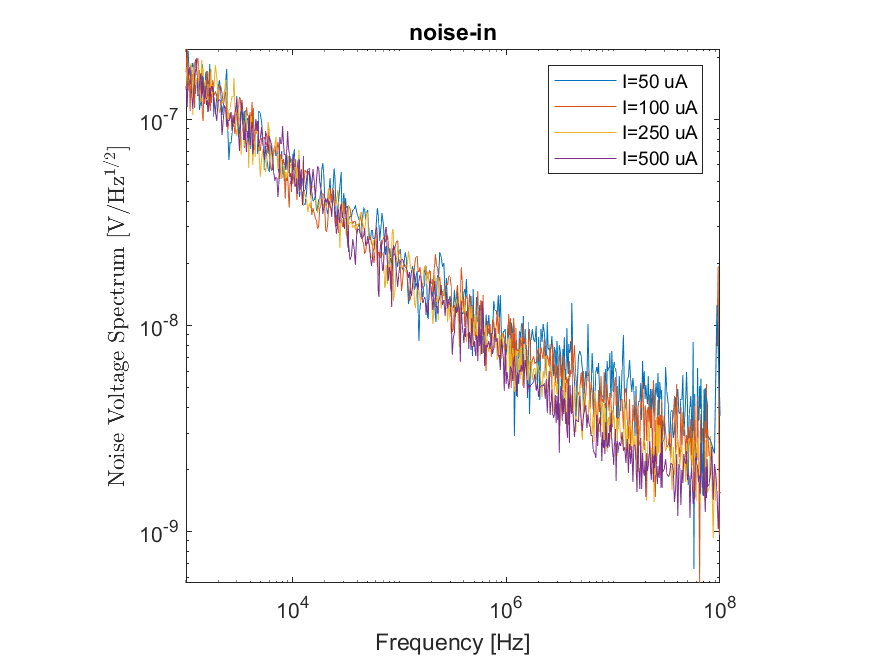 noise-in
I=50 uA
I=100 uA
I=250 uA
I=500 uA
10^-7
10^-8
10^-9
Noise Voltage Spectrum [V/Hz^1/2]
10^4
10^6
10^8
Frequency [Hz]